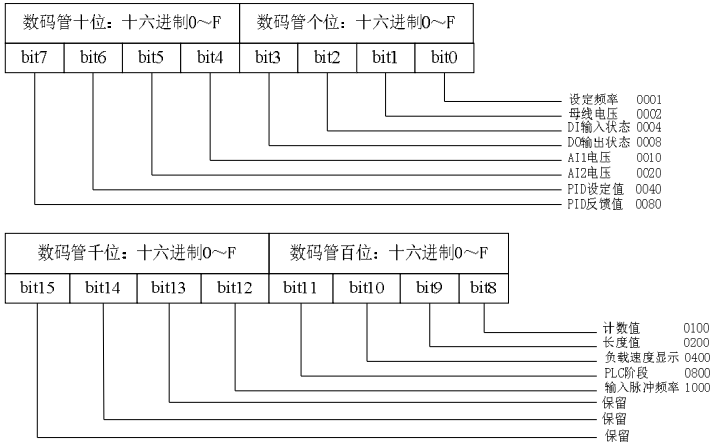 数码管十位：十六进制0～F 数码管个位：十六进制0～F
bit7 bit6 bit5 bit4 bit3 bit2 bit1 bit0
设定频率 0001
母线电压 0002
DI输入状态 0004
DO输出状态 0008
AI1电压 0010
AI2电压 0020
PID设定值 0040
PID反馈值 0080
数码管千位：十六进制0～F 数码管百位：十六进制0～F
bit15 bit14 bit13 bit12 bit11 bit10 bit9 bit8
计数值 0100
长度值 0200
负载速度显示 0400
PLC阶段 0800
输入脉冲频率 1000
保留
保留
保留